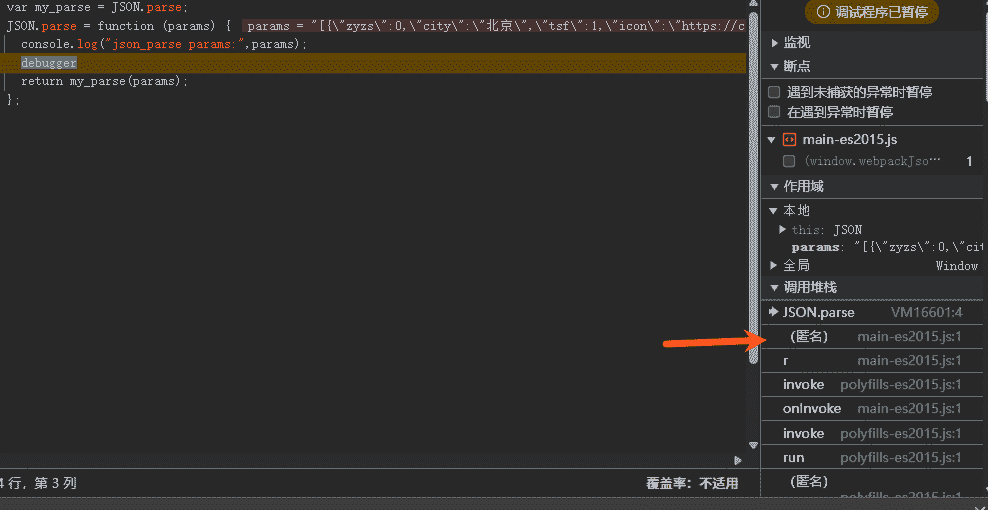 var my_parse = JSON.parse;
JSON.parse = function (params) { params = "[{\"zyzs\":0,\"city\":\"北京\",\"tsf\":1,\"icon\":\"https://c
console.log("json_parse params:",params);
debugger
return my_parse(params);
};
4 行，第 3 列
覆盖率：不适用
调试程序已暂停
监视
断点
遇到未捕获的异常时暂停
在遇到异常时暂停
main-es2015.js
(window.webpackJso… 1
作用域
本地
this: JSON
params: "[{\"zyzs\":0,\"cit
全局 Window
调用堆栈
JSON.parse VM16601:4
（匿名） main-es2015.js:1
r main-es2015.js:1
invoke polyfills-es2015.js:1
onInvoke main-es2015.js:1
invoke polyfills-es2015.js:1
run polyfills-es2015.js:1
（匿名）
polyfills-es2015.js:1